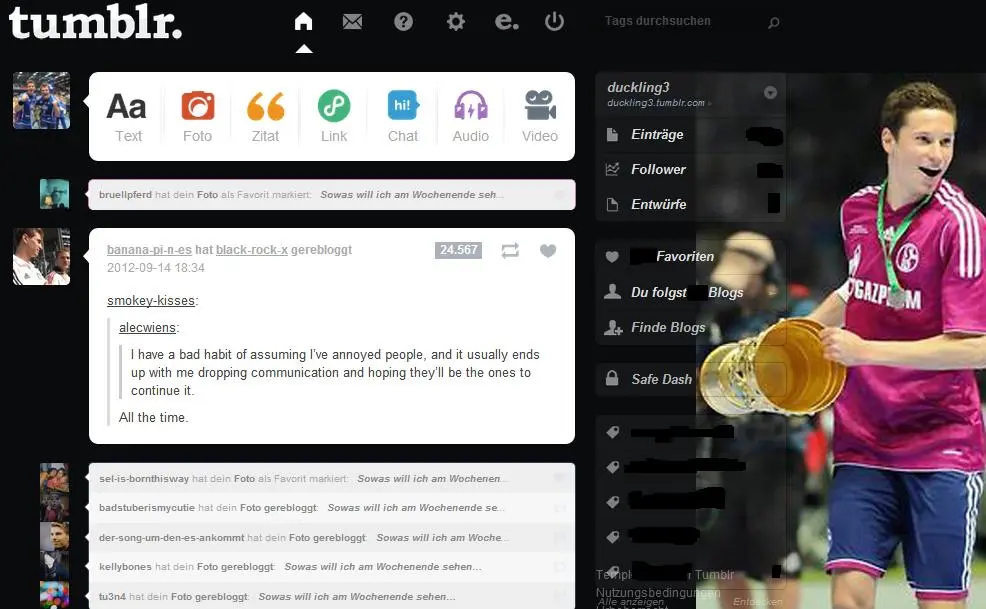 tumblr.
Tags durchsuchen
Aa
hi!
Text
Foto
Zitat
Link
Chat
Audio
Video
bruellpferd hat dein Foto als Favorit markiert: Sowas will ich am Wochenende seh...
banana-pi-n-es hat black-rock-x gerebloggt
24.567
2012-09-14 18:34
smokey-kisses:
alecwiens:
I have a bad habit of assuming I've annoyed people, and it usually ends
up with me dropping communication and hoping they'll be the ones to
continue it.
All the time.
sel-is-bornthisway hat dein Foto als Favorit markiert: Sowas will ich am Wochenen...
badstuberismycutie hat dein Foto gerebloggt: Sowas will ich am Wochenende se...
der-song-um-den-es-ankommt hat dein Foto gerebloggt: Sowas will ich am Woche...
kellybones hat dein Foto gerebloggt: Sowas will ich am Wochenende sehen...
tu3n4 hat dein Foto gerebloggt: Sowas will ich am Wochenende sehen...
duckling3
duckling3.tumblr.com
Einträge
Follower
Entwürfe
Favoriten
Du folgst Blogs
Finde Blogs
Safe Dash
Tumblr
Nutzungsbedingungen
Alle anzeigen
Entdecken
GAZPROM